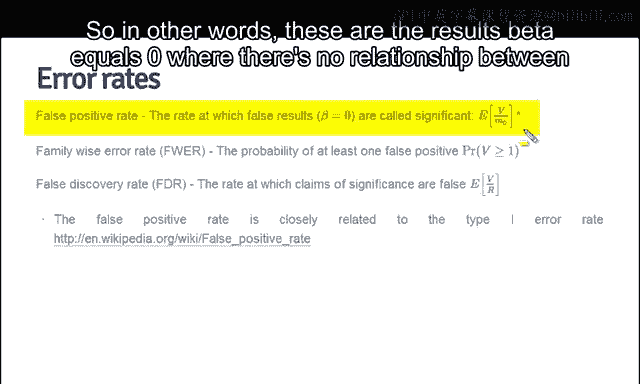 So in other words, these are the results beta
equals 0 where there's no relationship between
Error rates
False positive rate - The rate at which false results (β = 0) are called significant: E[V/m₀] *
Family wise error rate (FWER) - The probability of at least one false positive Pr(V ≥ 1)
False discovery rate (FDR) - The rate at which claims of significance are false E[V/R]
· The false positive rate is closely related to the type I error rate
http://en.wikipedia.org/wiki/False_positive_rate